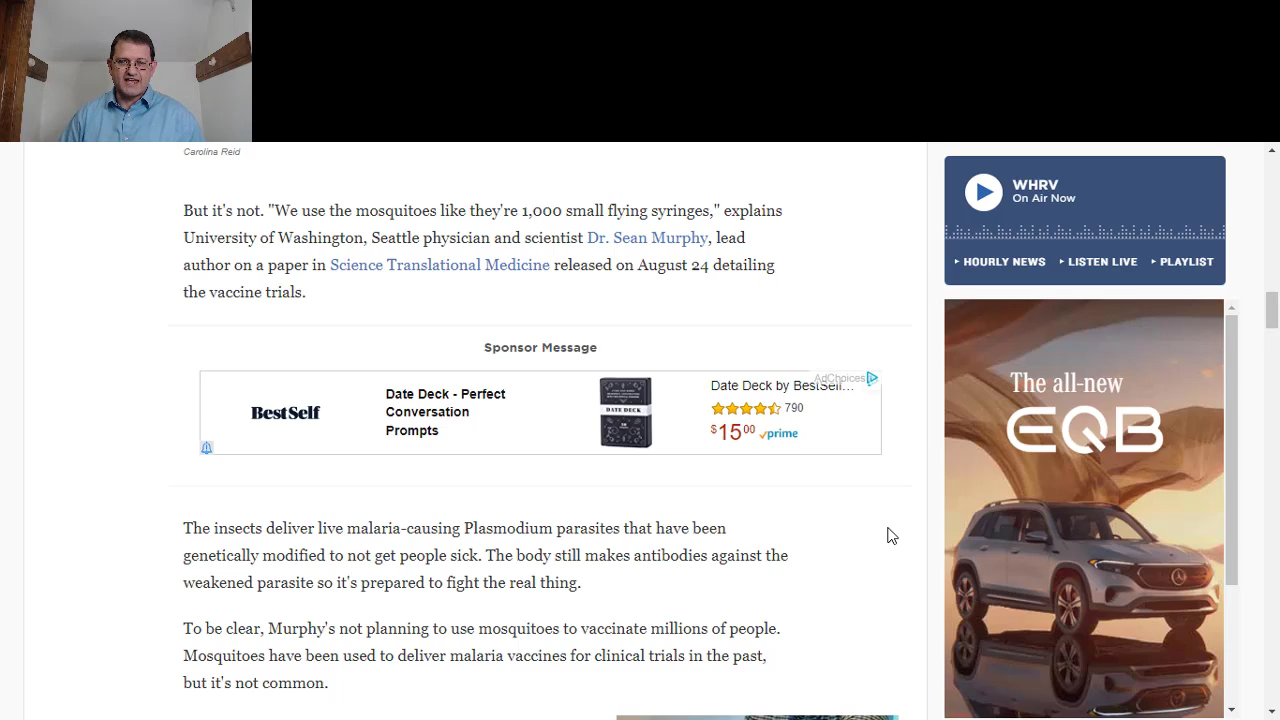 Carolina Reid
But it's not. "We use the mosquitoes like they're 1,000 small flying syringes," explains
University of Washington, Seattle physician and scientist Dr. Sean Murphy, lead
author on a paper in Science Translational Medicine released on August 24 detailing
the vaccine trials.
Sponsor Message
BestSelf
Date Deck - Perfect
Conversation
Prompts
DATE DECK
AdChoices
Date Deck by BestSelf...
790
$15 00 prime
The insects deliver live malaria-causing Plasmodium parasites that have been
genetically modified to not get people sick. The body still makes antibodies against the
weakened parasite so it's prepared to fight the real thing.
To be clear, Murphy's not planning to use mosquitoes to vaccinate millions of people.
Mosquitoes have been used to deliver malaria vaccines for clinical trials in the past,
but it's not common.
WHRV
On Air Now
HOURLY NEWS
LISTEN LIVE
PLAYLIST
The all-new
EQB